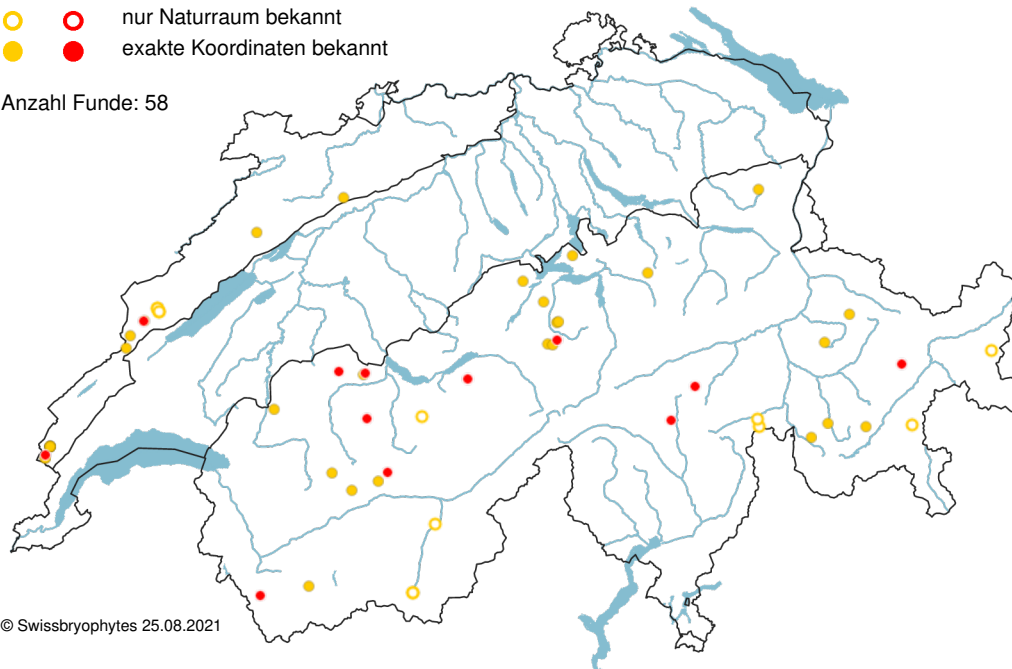 nur Naturraum bekannt
exakte Koordinaten bekannt
Anzahl Funde: 58
© Swissbryophytes 25.08.2021